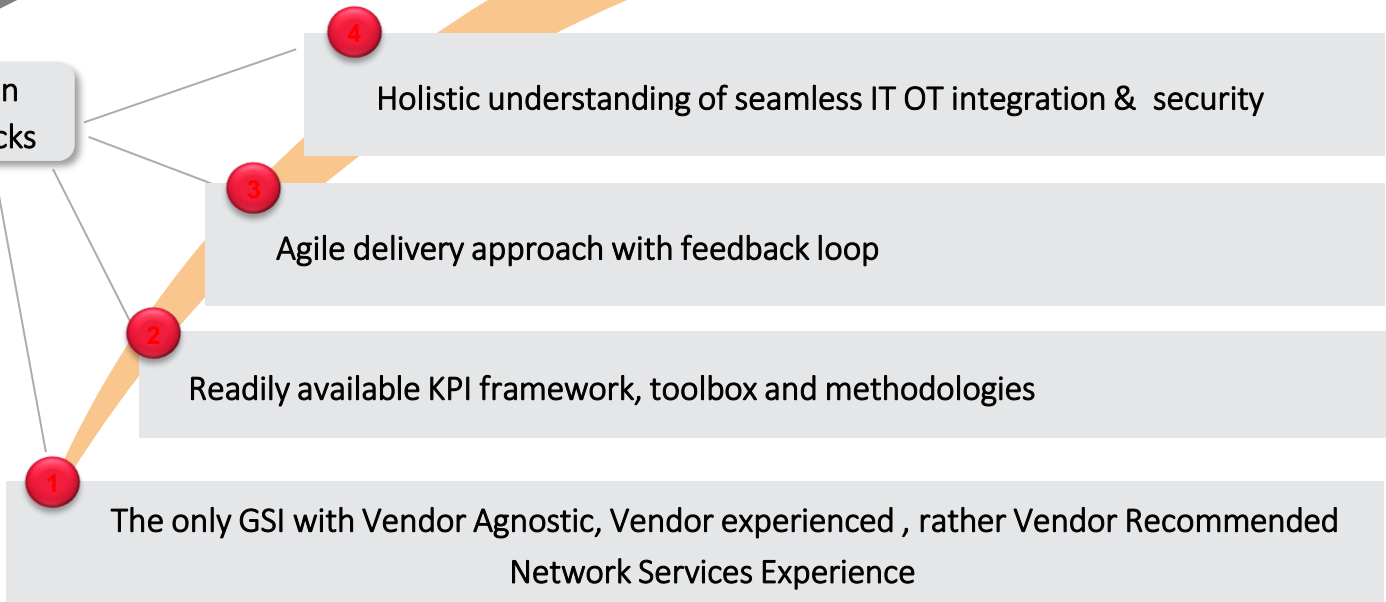 4
Holistic understanding of seamless IT OT integration & security
n
cks
3
Agile delivery approach with feedback loop
2
Readily available KPI framework, toolbox and methodologies
1
The only GSI with Vendor Agnostic, Vendor experienced , rather Vendor Recommended
Network Services Experience